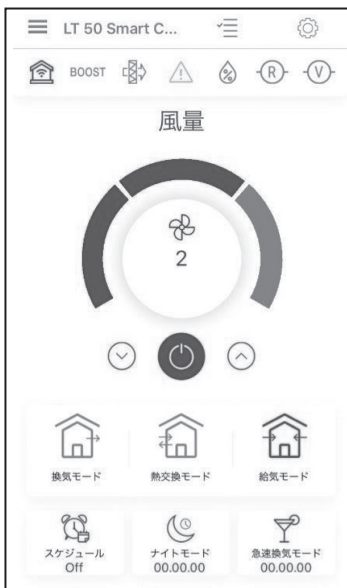 LT 50 Smart C...
BOOST % R V
風量
2
換気モード 熱交換モード 給気モード
スケジュール ナイトモード 急速換気モード
Off 00.00.00 00.00.00